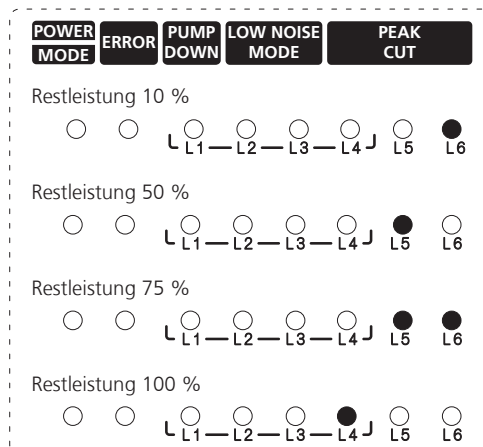 POWER MODE ERROR PUMP DOWN LOW NOISE MODE PEAK CUT
Restleistung 10 %
L1 L2 L3 L4 L5 L6
Restleistung 50 %
L1 L2 L3 L4 L5 L6
Restleistung 75 %
L1 L2 L3 L4 L5 L6
Restleistung 100 %
L1 L2 L3 L4 L5 L6